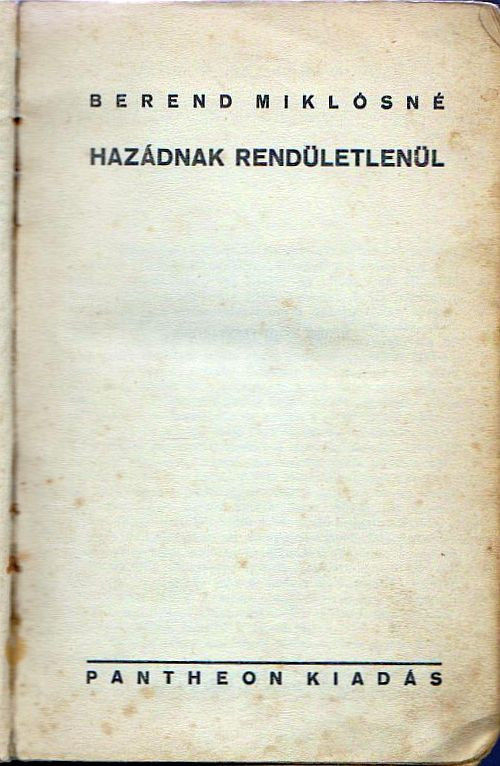 BEREND MIKLÓSNÉ
HAZÁDNAK RENDÜLETLENÜL
PANTHEON KIADÁS